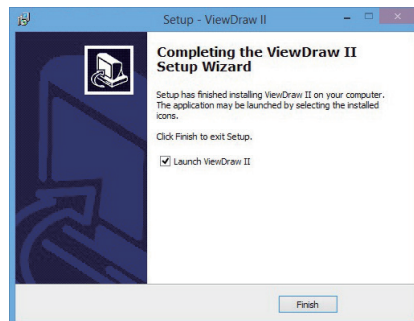 Setup - ViewDraw II
Completing the ViewDraw II
Setup Wizard
Setup has finished installing ViewDraw II on your computer.
The application may be launched by selecting the installed
icons.
Click Finish to exit Setup.
Launch ViewDraw II
Finish